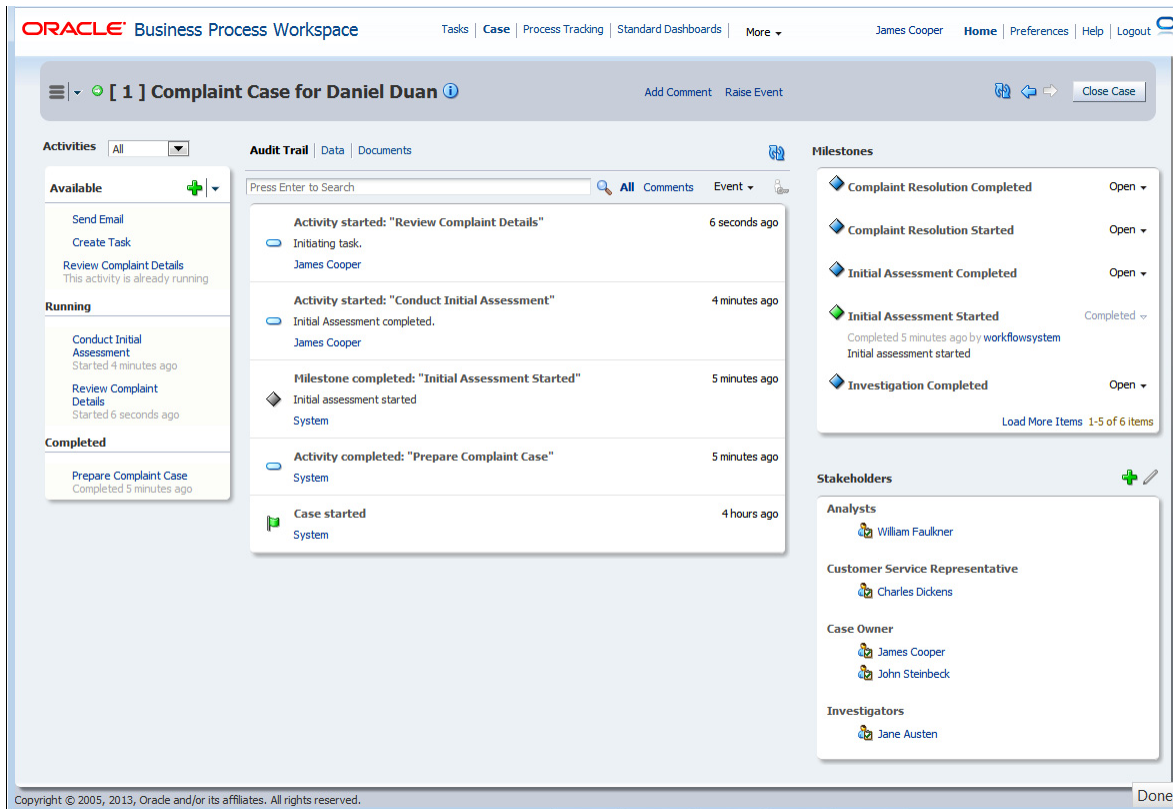 ORACLE Business Process Workspace
Tasks Case Process Tracking Standard Dashboards More
James Cooper Home Preferences Help Logout
[ 1 ] Complaint Case for Daniel Duan
Add Comment Raise Event
Close Case
Activities All
Available
Send Email
Create Task
Review Complaint Details
This activity is already running
Running
Conduct Initial
Assessment
Started 4 minutes ago
Review Complaint
Details
Started 6 seconds ago
Completed
Prepare Complaint Case
Completed 5 minutes ago
Audit Trail Data Documents
Press Enter to Search All Comments Event
Activity started: "Review Complaint Details" 6 seconds ago
Initiating task.
James Cooper
Activity started: "Conduct Initial Assessment" 4 minutes ago
Initial Assessment completed.
James Cooper
Milestone completed: "Initial Assessment Started" 5 minutes ago
Initial assessment started
System
Activity completed: "Prepare Complaint Case" 5 minutes ago
System
Case started 4 hours ago
System
Milestones
Complaint Resolution Completed Open
Complaint Resolution Started Open
Initial Assessment Completed Open
Initial Assessment Started Completed
Completed 5 minutes ago by workflowsystem
Initial assessment started
Investigation Completed Open
Load More Items 1-5 of 6 items
Stakeholders
Analysts
William Faulkner
Customer Service Representative
Charles Dickens
Case Owner
James Cooper
John Steinbeck
Investigators
Jane Austen
Copyright © 2005, 2013, Oracle and/or its affiliates. All rights reserved.
Done